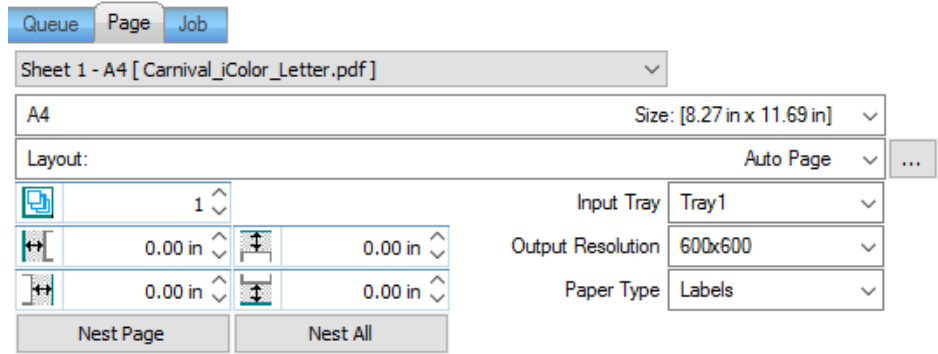 Queue Page Job
Sheet 1 - A4 [ Carnival_iColor_Letter.pdf ]
A4 Size: [8.27 in x 11.69 in]
Layout: Auto Page ...
1 Input Tray Tray1
0.00 in 0.00 in Output Resolution 600x600
0.00 in 0.00 in Paper Type Labels
Nest Page Nest All